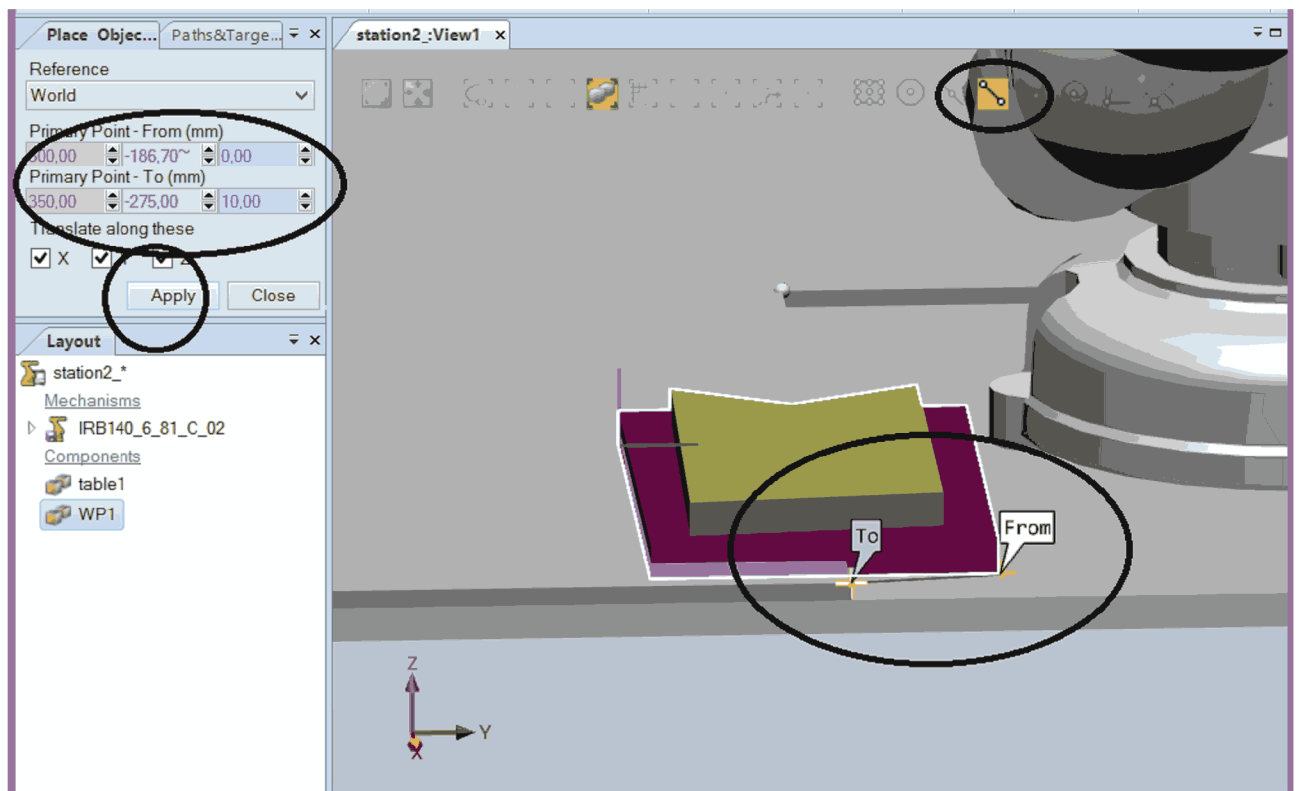 Place Objec... Paths&Targe...
station2_:View1
Reference
World
Primary Point - From (mm)
300,00 -186,70~ 0,00
Primary Point - To (mm)
350,00 -275,00 10,00
Translate along these
X Y Z
Apply Close
Layout
station2_*
Mechanisms
IRB140_6_81_C_02
Components
table1
WP1
To
From
Z
Y
X